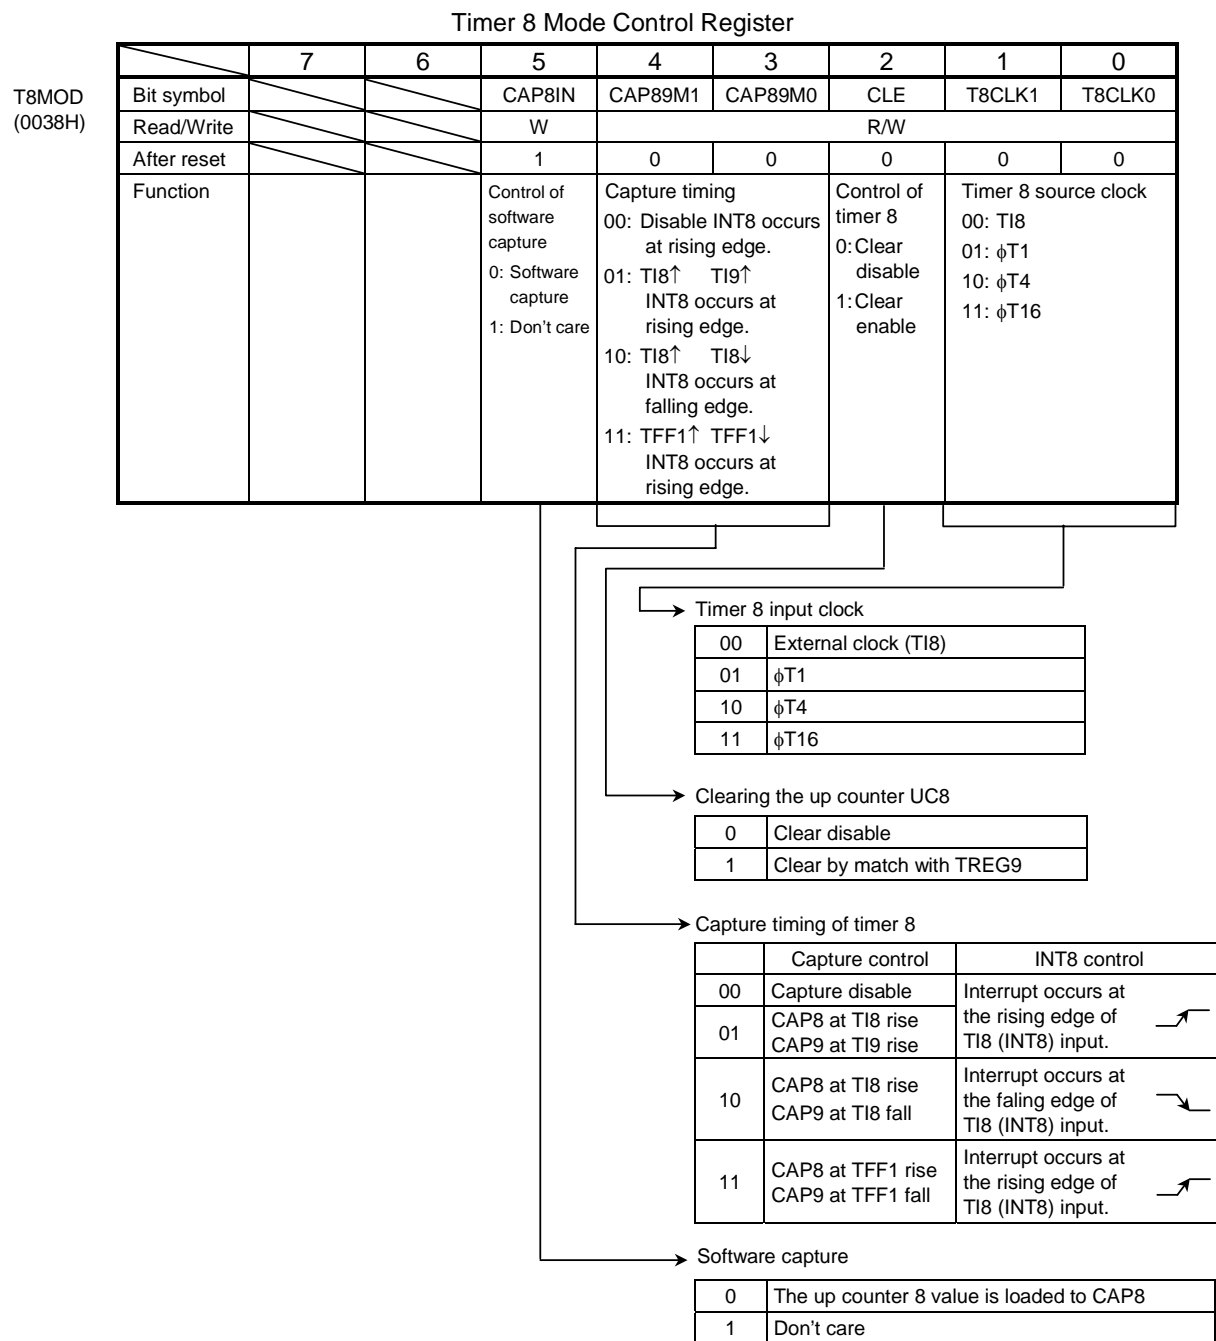 Timer 8 Mode Control Register
7 6 5 4 3 2 1 0
T8MOD
(0038H)
Bit symbol CAP8IN CAP89M1 CAP89M0 CLE T8CLK1 T8CLK0
Read/Write W R/W
After reset 1 0 0 0 0 0
Function
Control of
software
capture
0: Software
capture
1: Don’t care
Capture timing
00: Disable INT8 occurs
at rising edge.
01: TI8↑ TI9↑
INT8 occurs at
rising edge.
10: TI8↑ TI8↓
INT8 occurs at
falling edge.
11: TFF1↑ TFF1↓
INT8 occurs at
rising edge.
Control of
timer 8
0: Clear
disable
1: Clear
enable
Timer 8 source clock
00: TI8
01: ϕT1
10: ϕT4
11: ϕT16
Timer 8 input clock
00 External clock (TI8)
01 ϕT1
10 ϕT4
11 ϕT16
Clearing the up counter UC8
0 Clear disable
1 Clear by match with TREG9
Capture timing of timer 8
Capture control INT8 control
00 Capture disable
01 CAP8 at TI8 rise
CAP9 at TI9 rise
Interrupt occurs at
the rising edge of
TI8 (INT8) input.
10 CAP8 at TI8 rise
CAP9 at TI8 fall
Interrupt occurs at
the faling edge of
TI8 (INT8) input.
11 CAP8 at TFF1 rise
CAP9 at TFF1 fall
Interrupt occurs at
the rising edge of
TI8 (INT8) input.
Software capture
0 The up counter 8 value is loaded to CAP8
1 Don’t care